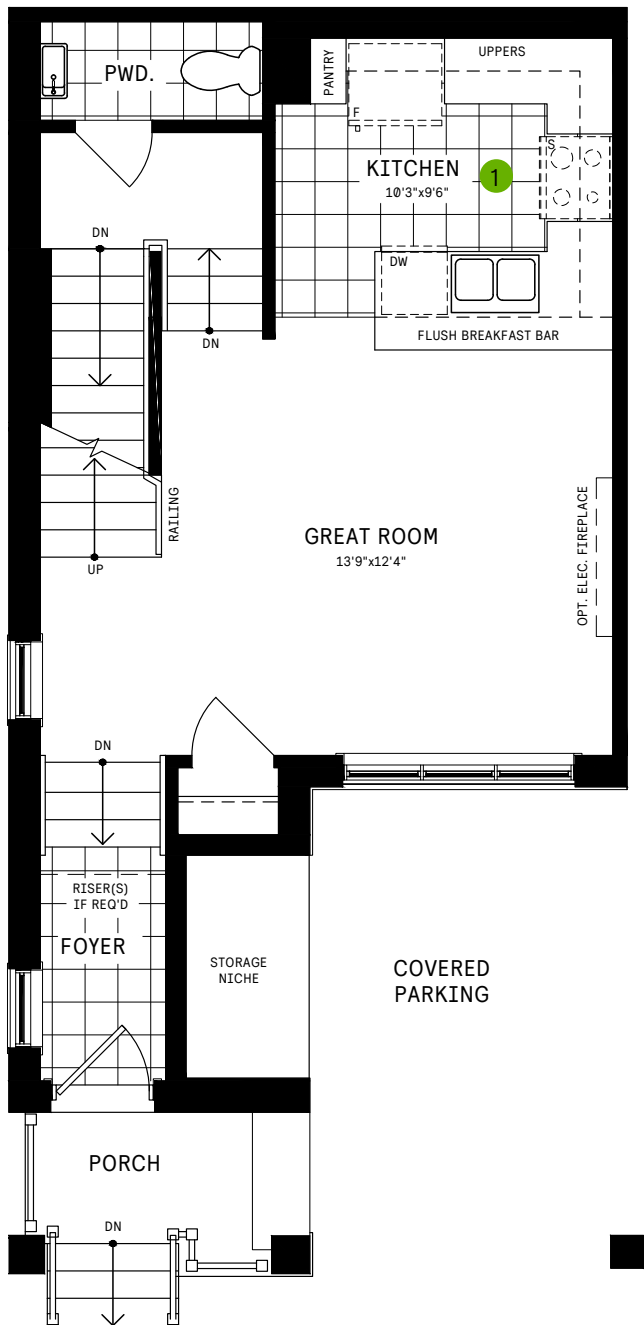 PWD.
PANTRY
UPPERS
F
S
KITCHEN
10'3"x9'6"
1
DN
DN
DW
FLUSH BREAKFAST BAR
RAILING
UP
GREAT ROOM
13'9"x12'4"
OPT. ELEC. FIREPLACE
DN
RISER(S)
IF REQ'D
FOYER
STORAGE
NICHE
COVERED
PARKING
PORCH
DN